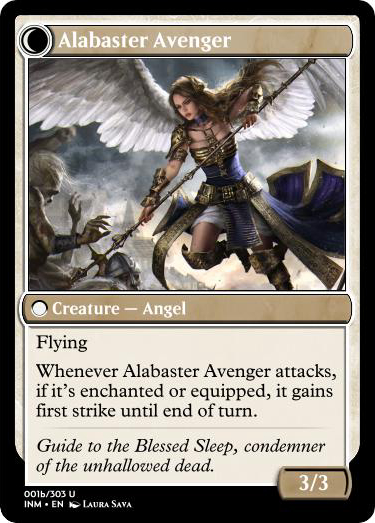 Alabaster Avenger
Creature — Angel
Flying
Whenever Alabaster Avenger attacks,
if it's enchanted or equipped, it gains
first strike until end of turn.
Guide to the Blessed Sleep, condemner
of the unhallowed dead.
3/3
001b/303 U
INM • EN Laura Sava